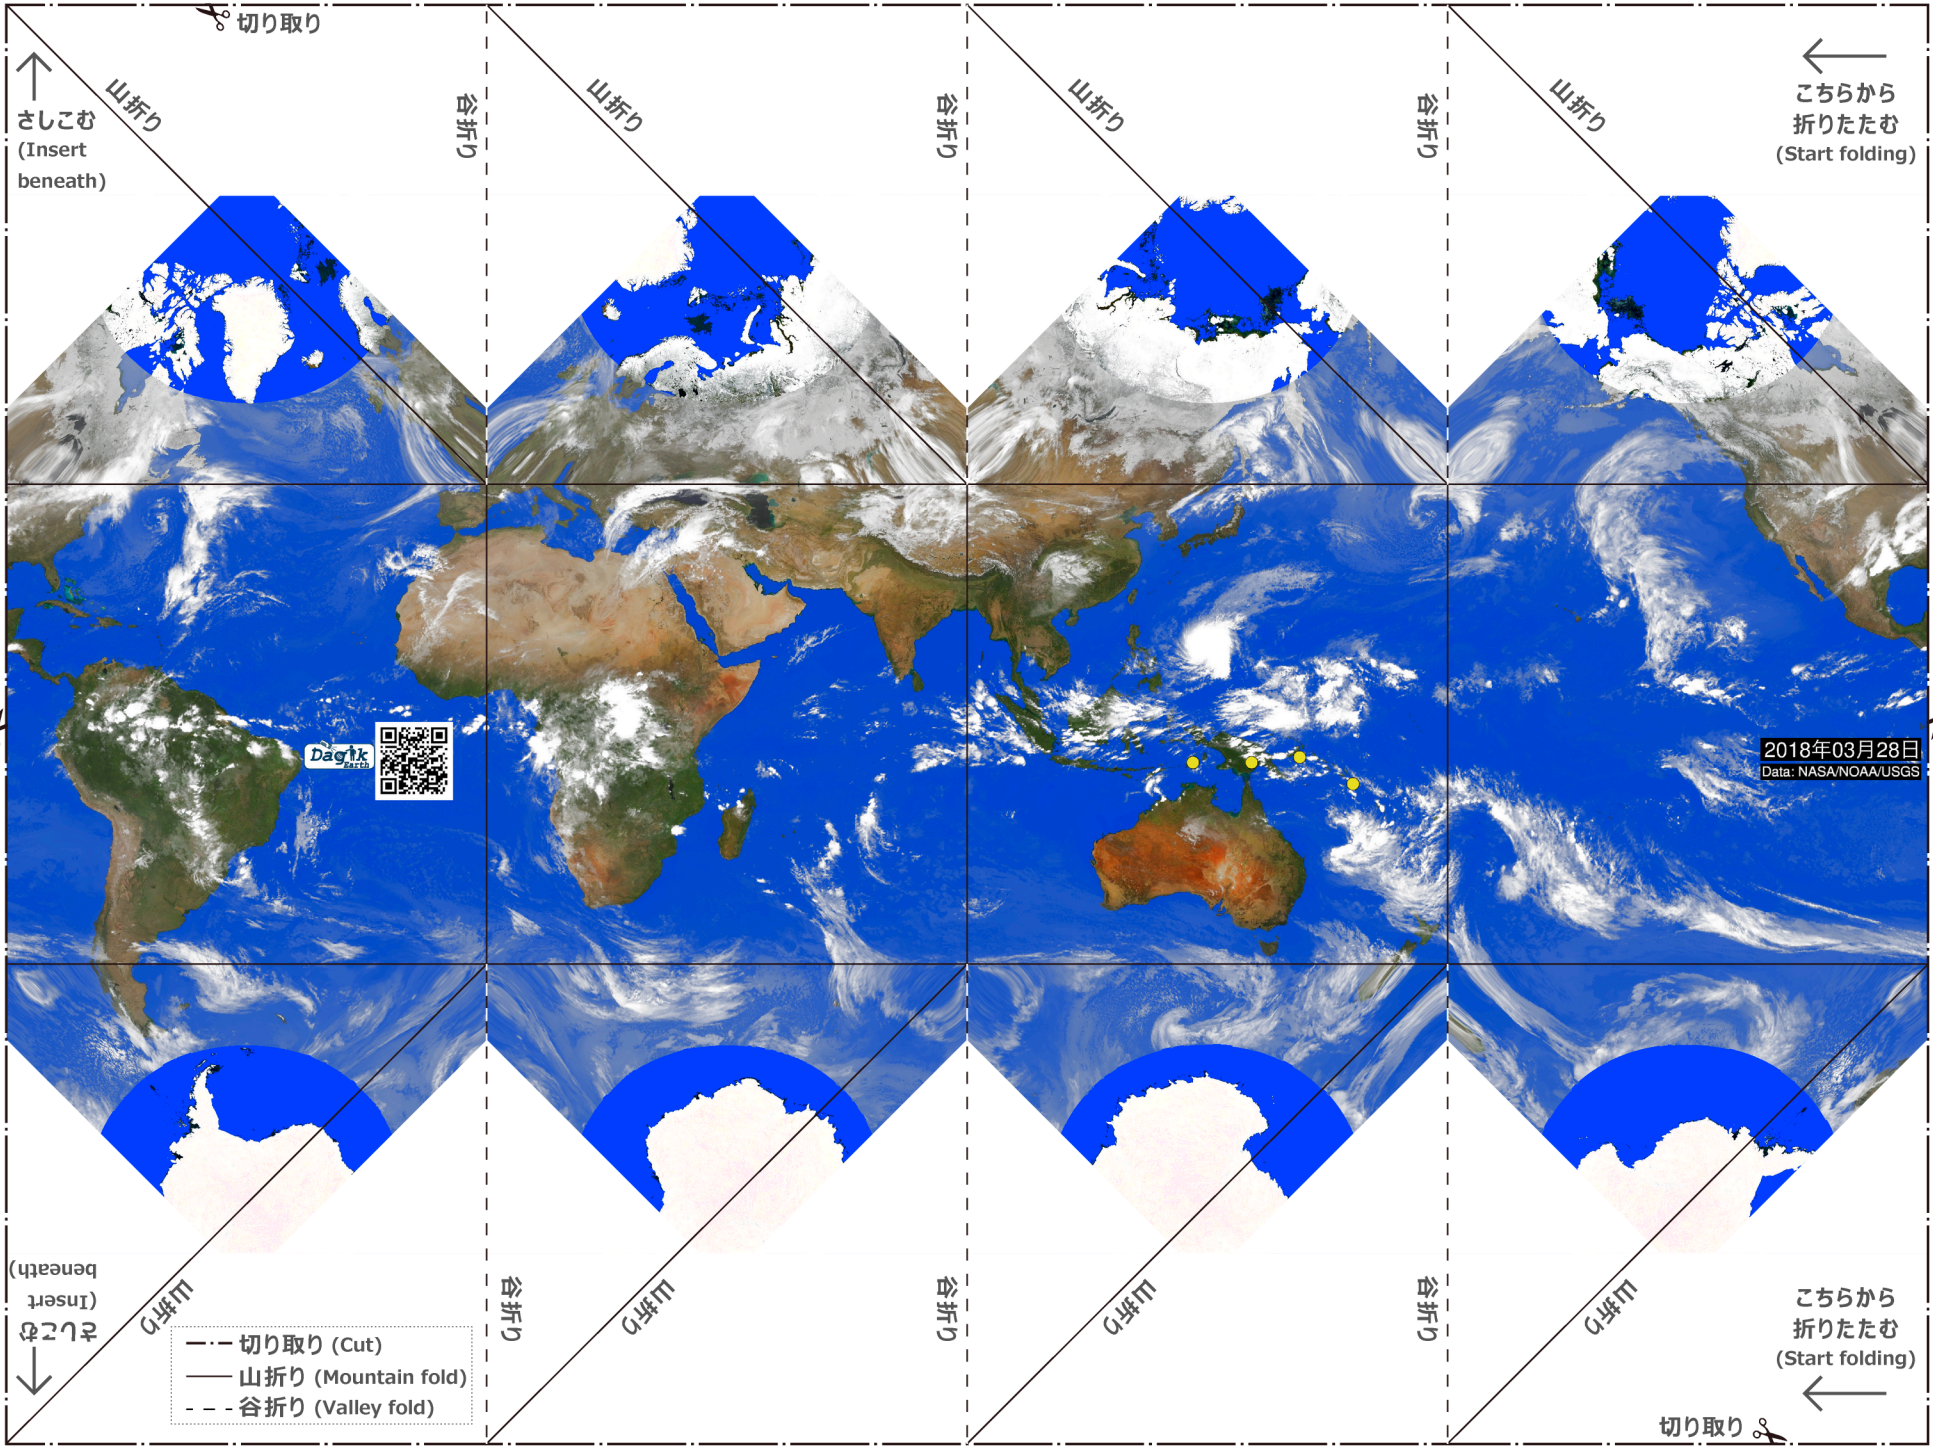 切り取り
山折り
谷折り
山折り
谷折り
山折り
谷折り
山折り
さしこむ
(Insert
beneath)
こちらから
折りたたむ
(Start folding)
Dagik
Earth
2018年03月28日
Data: NASA/NOAA/USGS
さしこむ
(Insert
beneath)
山折り
谷折り
山折り
谷折り
山折り
谷折り
山折り
こちらから
折りたたむ
(Start folding)
切り取り (Cut)
山折り (Mountain fold)
谷折り (Valley fold)
切り取り